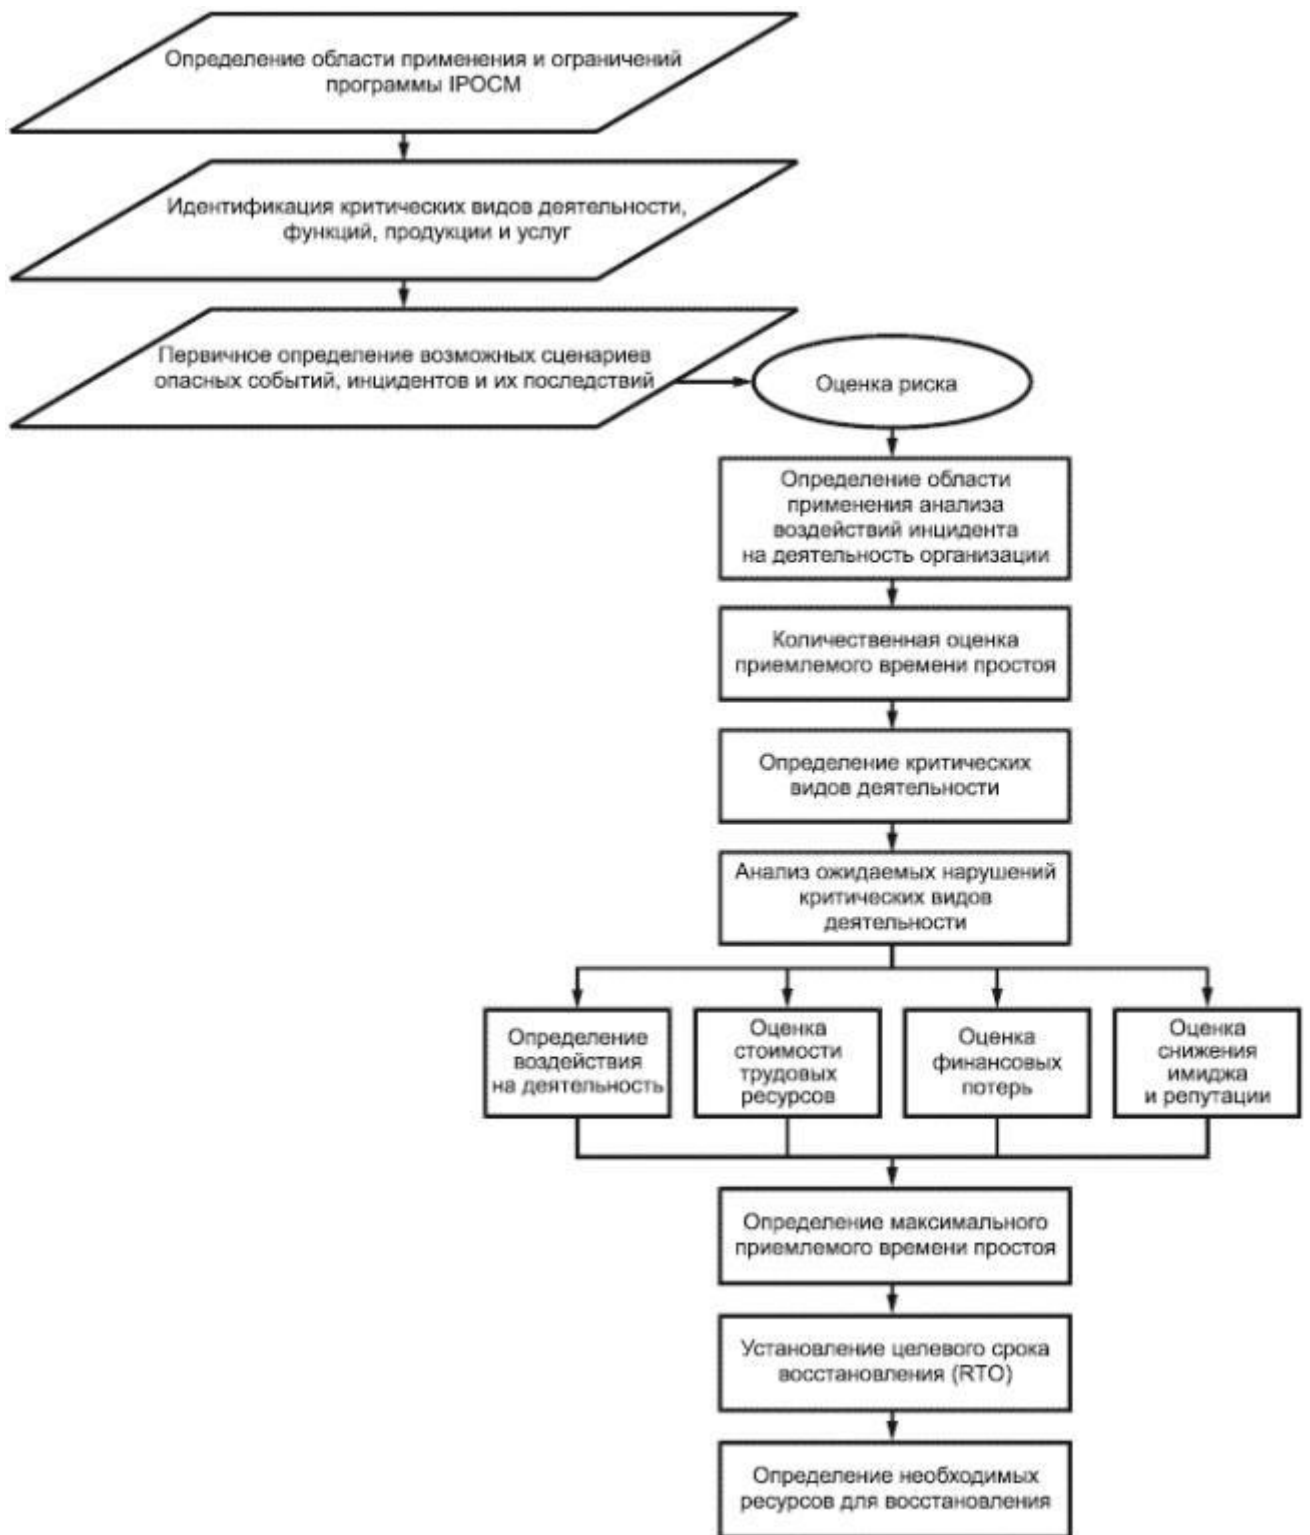 Определение области применения и ограничений
программы IPOCM
Идентификация критических видов деятельности,
функций, продукции и услуг
Первичное определение возможных сценариев
опасных событий, инцидентов и их последствий
Оценка риска
Определение области
применения анализа
воздействий инцидента
на деятельность организации
Количественная оценка
приемлемого времени простоя
Определение критических
видов деятельности
Анализ ожидаемых нарушений
критических видов
деятельности
Определение
воздействия
на деятельность
Оценка
стоимости
трудовых
ресурсов
Оценка
финансовых
потерь
Оценка
снижения
имиджа
и репутации
Определение максимального
приемлемого времени простоя
Установление целевого срока
восстановления (RTO)
Определение необходимых
ресурсов для восстановления